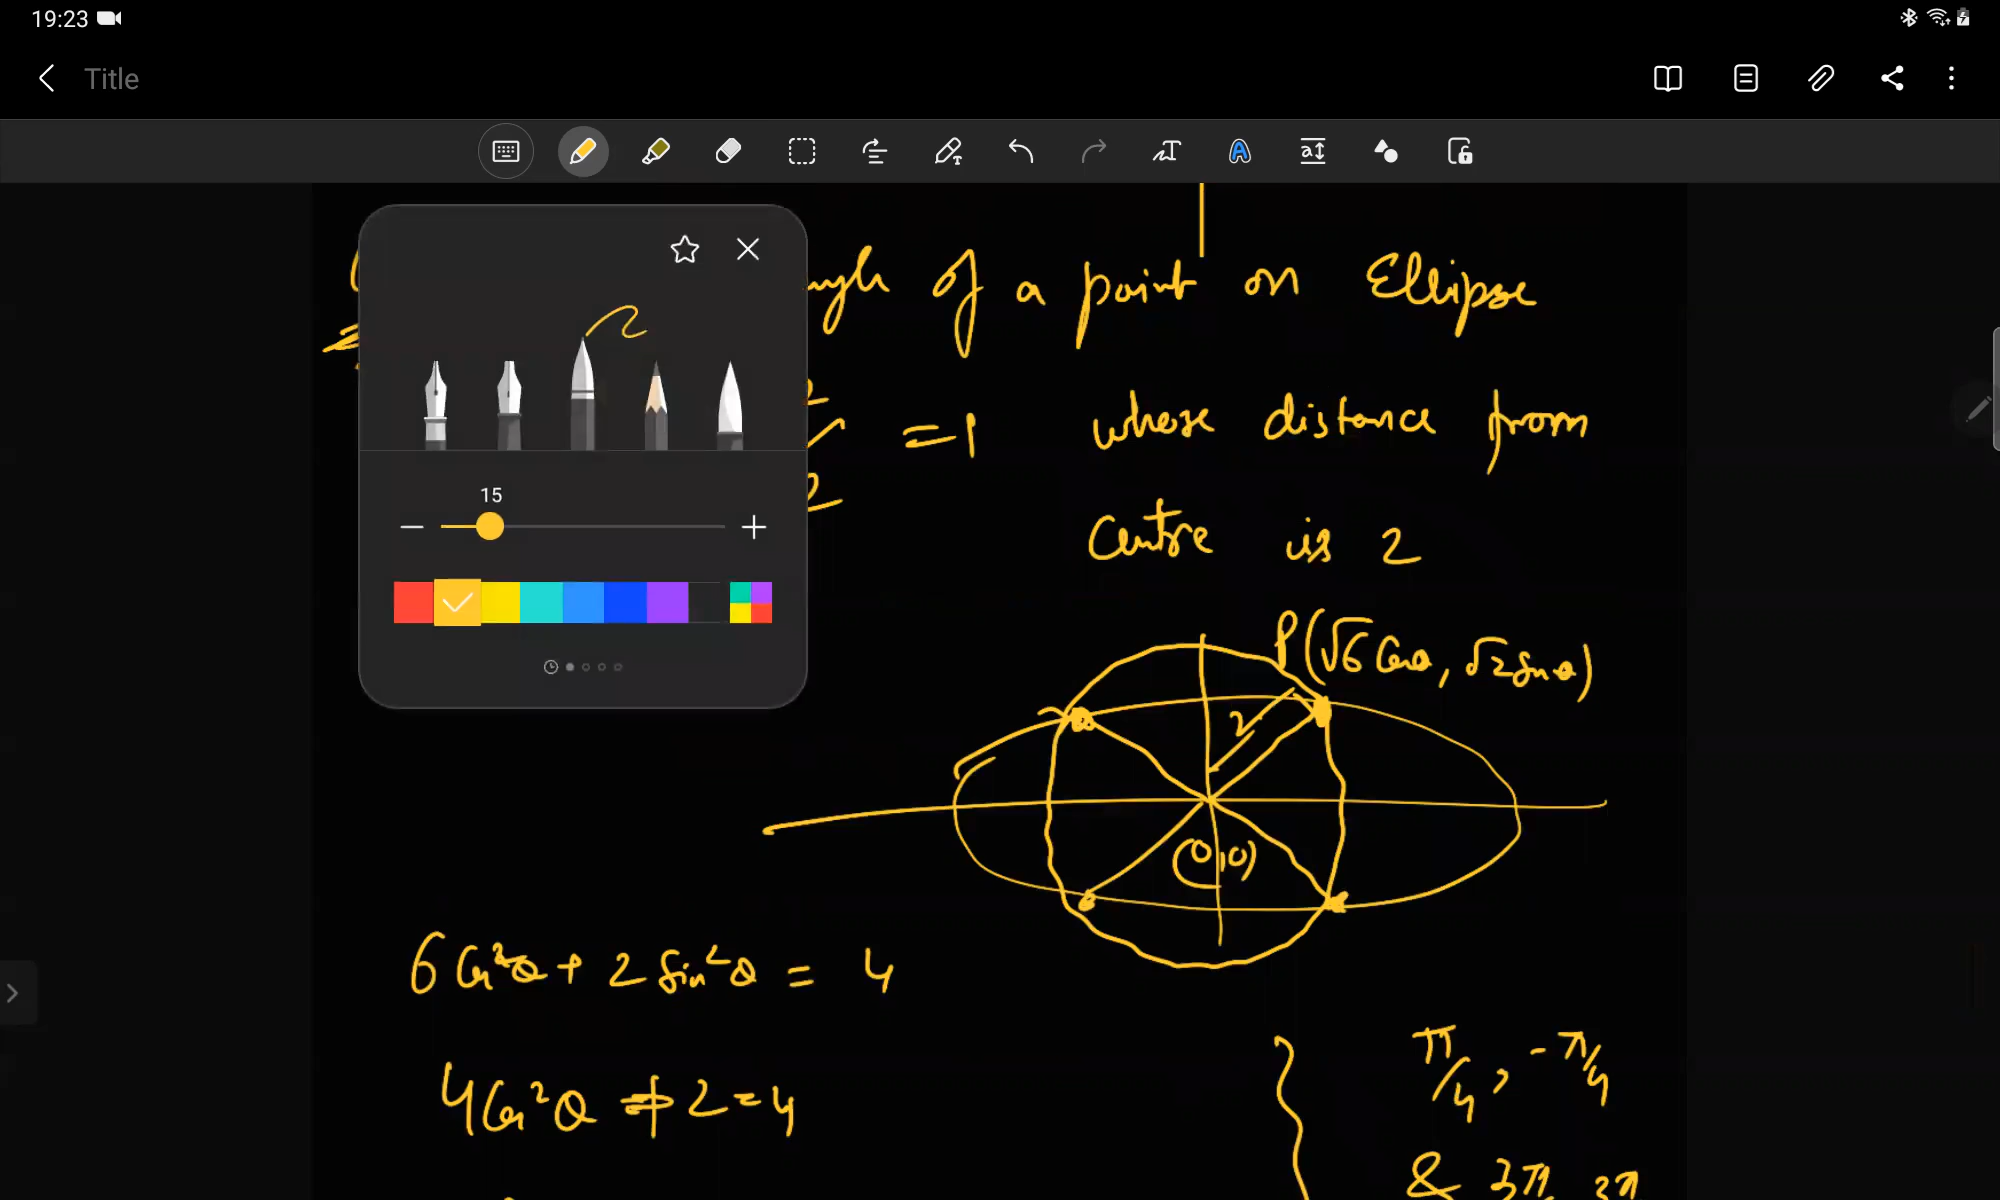 19:23
Title
of a point on Ellipse
=1 whose distance from
Centre is 2
15
P(√6 Cosθ, √2 Sinθ)
2
(0,0)
6 Cos²θ + 2 Sin²θ = 4
4Cos²θ + 2 = 4
π/4, -π/4
& 3π